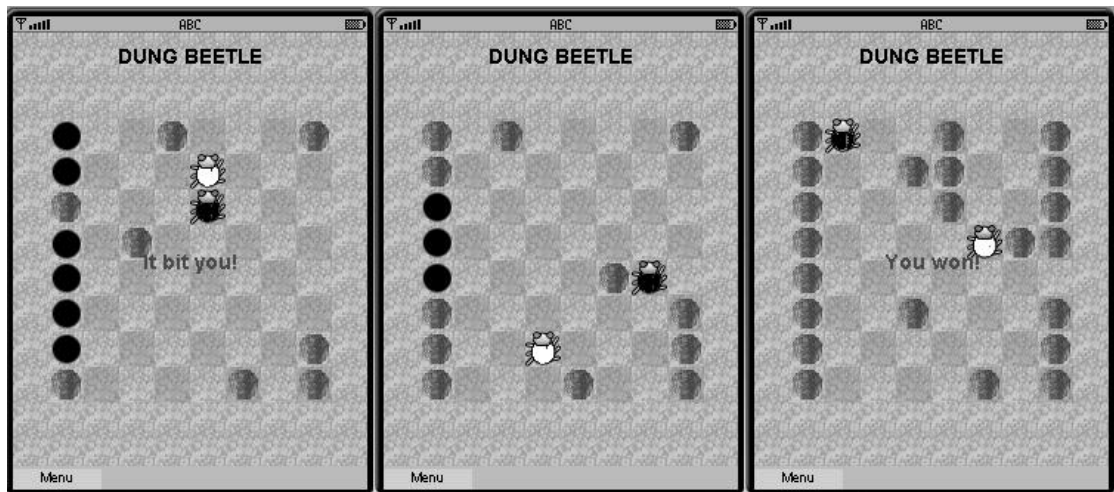 ABC
DUNG BEETLE
It bit you!
Menu
ABC
DUNG BEETLE
Menu
ABC
DUNG BEETLE
You won!
Menu